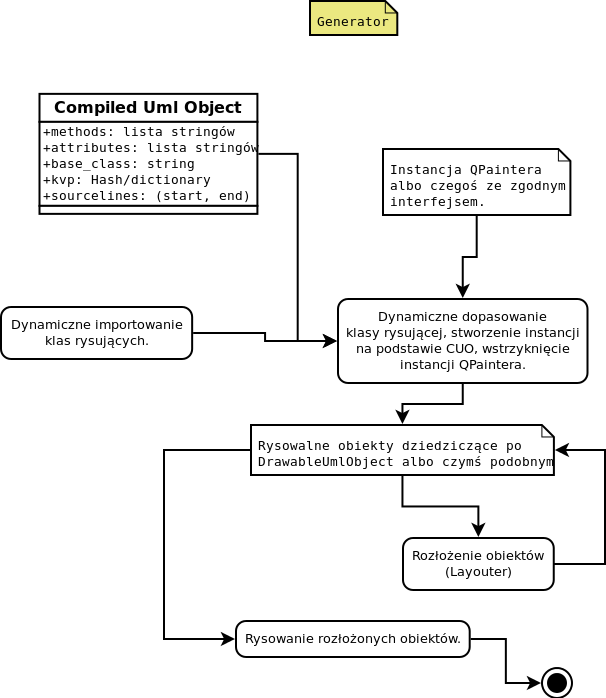 Generator
Compiled Uml Object
+methods: lista stringów
+attributes: lista stringów
+base_class: string
+kvp: Hash/dictionary
+sourcelines: (start, end)
Instancja QPaintera
albo czegoś ze zgodnym
interfejsem.
Dynamiczne importowanie
klas rysujących.
Dynamiczne dopasowanie
klasy rysującej, stworzenie instancji
na podstawie CUO, wstrzyknięcie
instancji QPaintera.
Rysowalne obiekty dziedziczące po
DrawableUmlObject albo czymś podobnym
Rozłożenie obiektów
(Layouter)
Rysowanie rozłożonych obiektów.